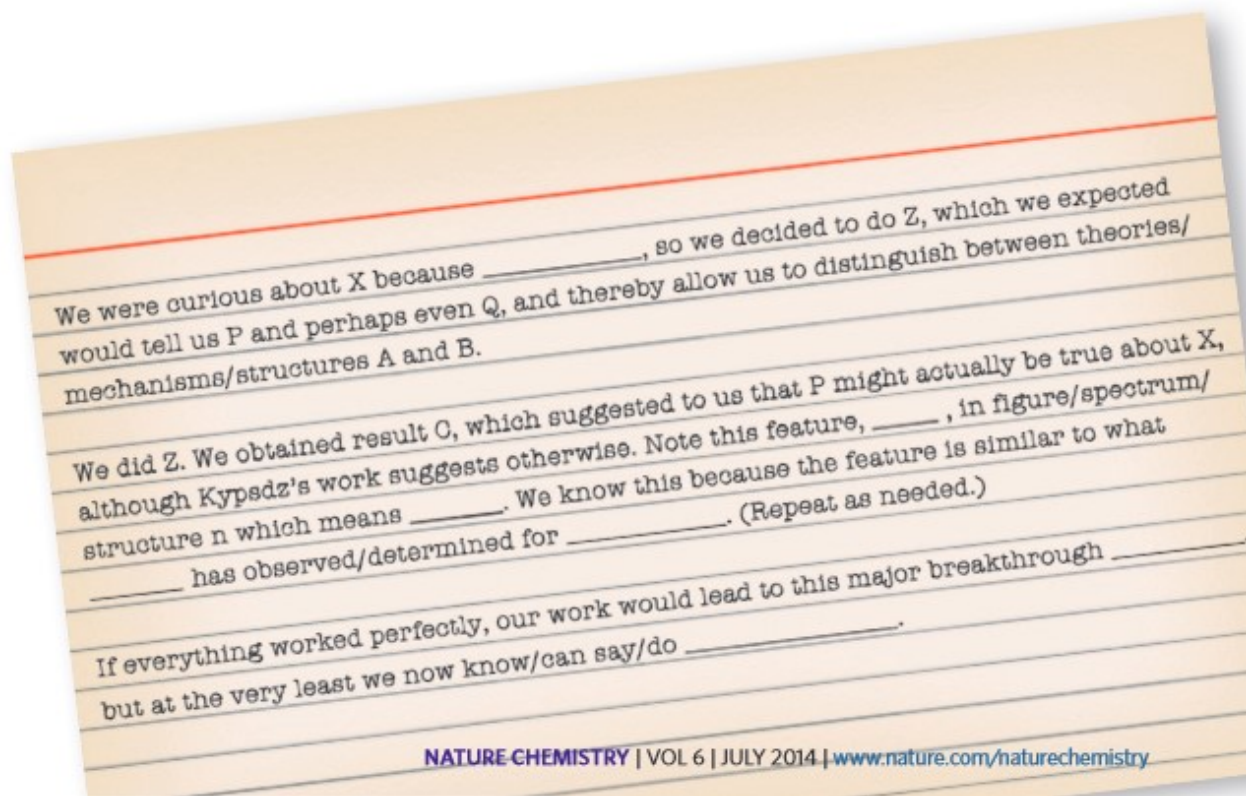 We were curious about X because ____________, so we decided to do Z, which we expected
would tell us P and perhaps even Q, and thereby allow us to distinguish between theories/
mechanisms/structures A and B.
We did Z. We obtained result C, which suggested to us that P might actually be true about X,
although Kypsdz's work suggests otherwise. Note this feature, _____ , in figure/spectrum/
structure n which means _______. We know this because the feature is similar to what
_______ has observed/determined for ____________. (Repeat as needed.)
If everything worked perfectly, our work would lead to this major breakthrough ___________,
but at the very least we now know/can say/do ________________.
NATURE CHEMISTRY | VOL 6 | JULY 2014 | www.nature.com/naturechemistry